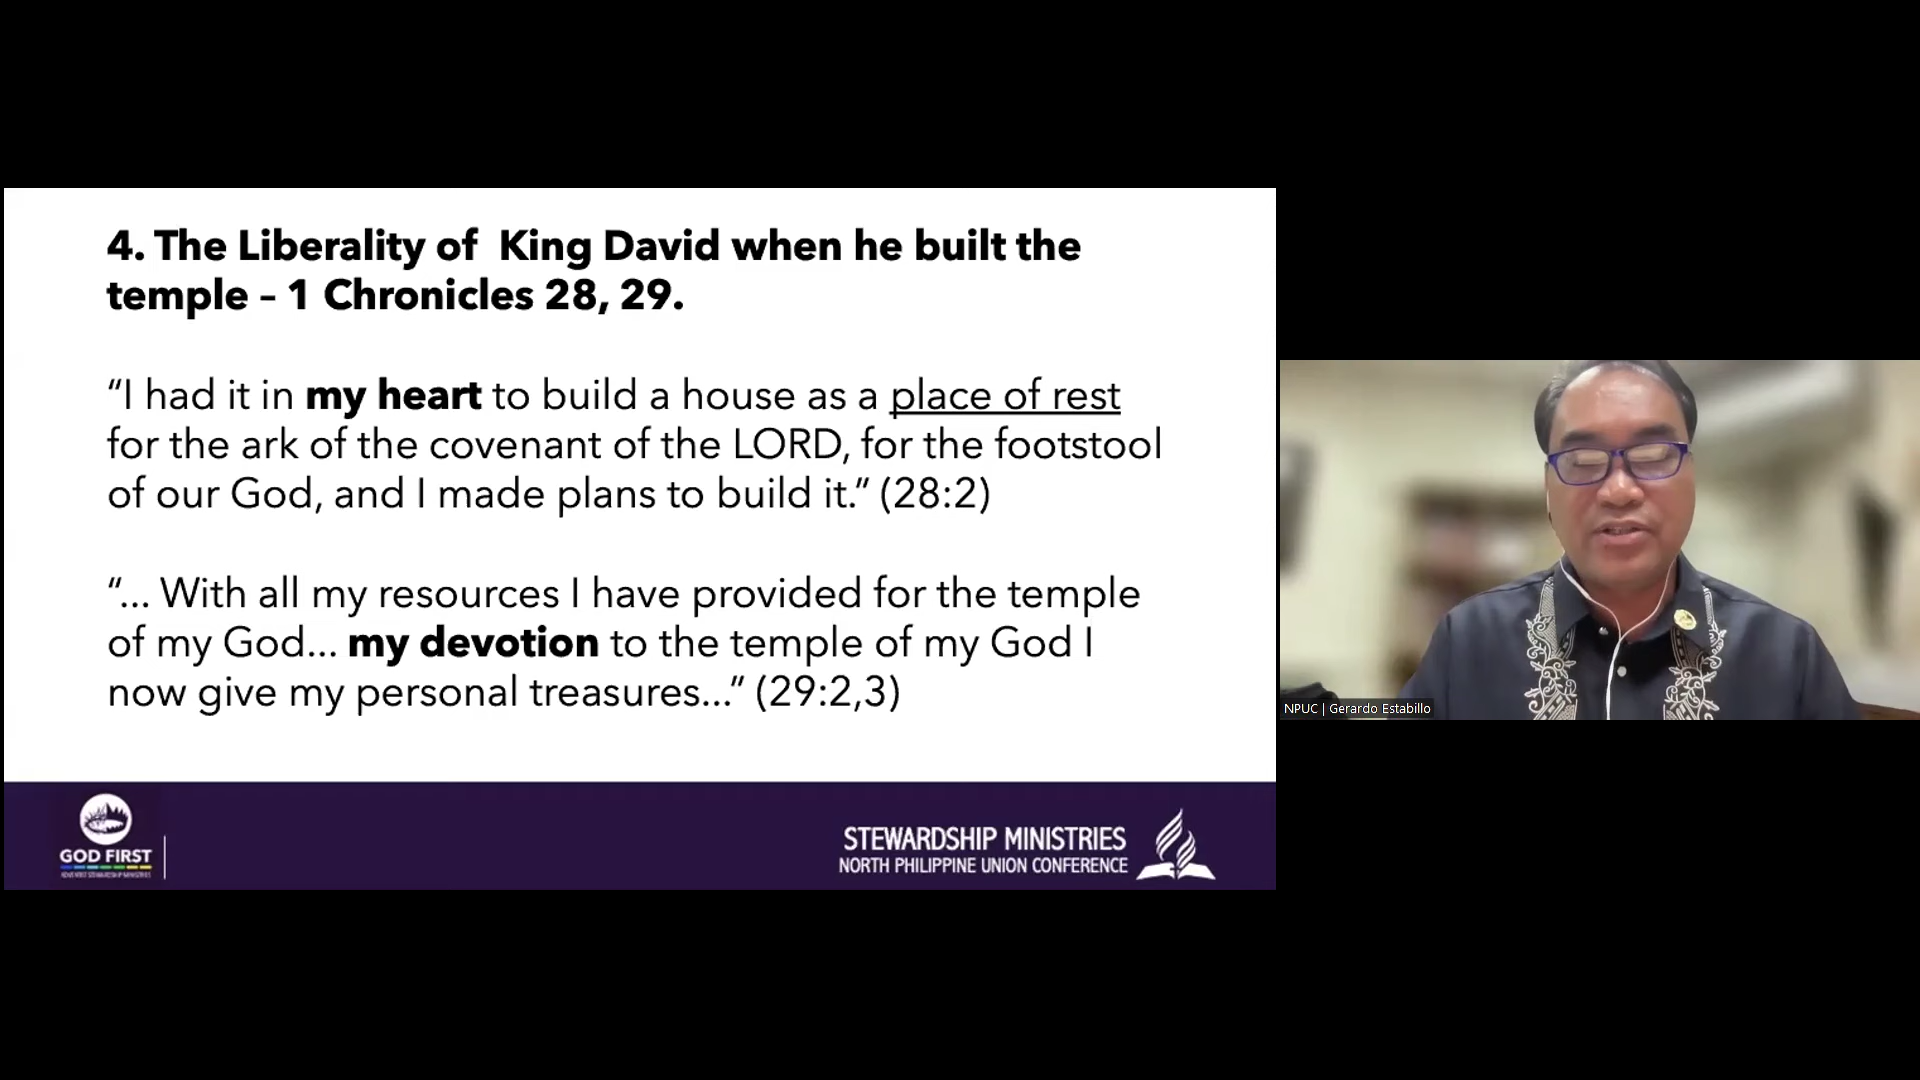 4. The Liberality of  King David when he built the
temple – 1 Chronicles 28, 29.
“I had it in my heart to build a house as a place of rest
for the ark of the covenant of the LORD, for the footstool
of our God, and I made plans to build it.” (28:2)
“... With all my resources I have provided for the temple
of my God... my devotion to the temple of my God I
now give my personal treasures...” (29:2,3)
NPUC | Gerardo Estabillo
GOD FIRST
ADVENTIST STEWARDSHIP MINISTRIES
STEWARDSHIP MINISTRIES
NORTH PHILIPPINE UNION CONFERENCE